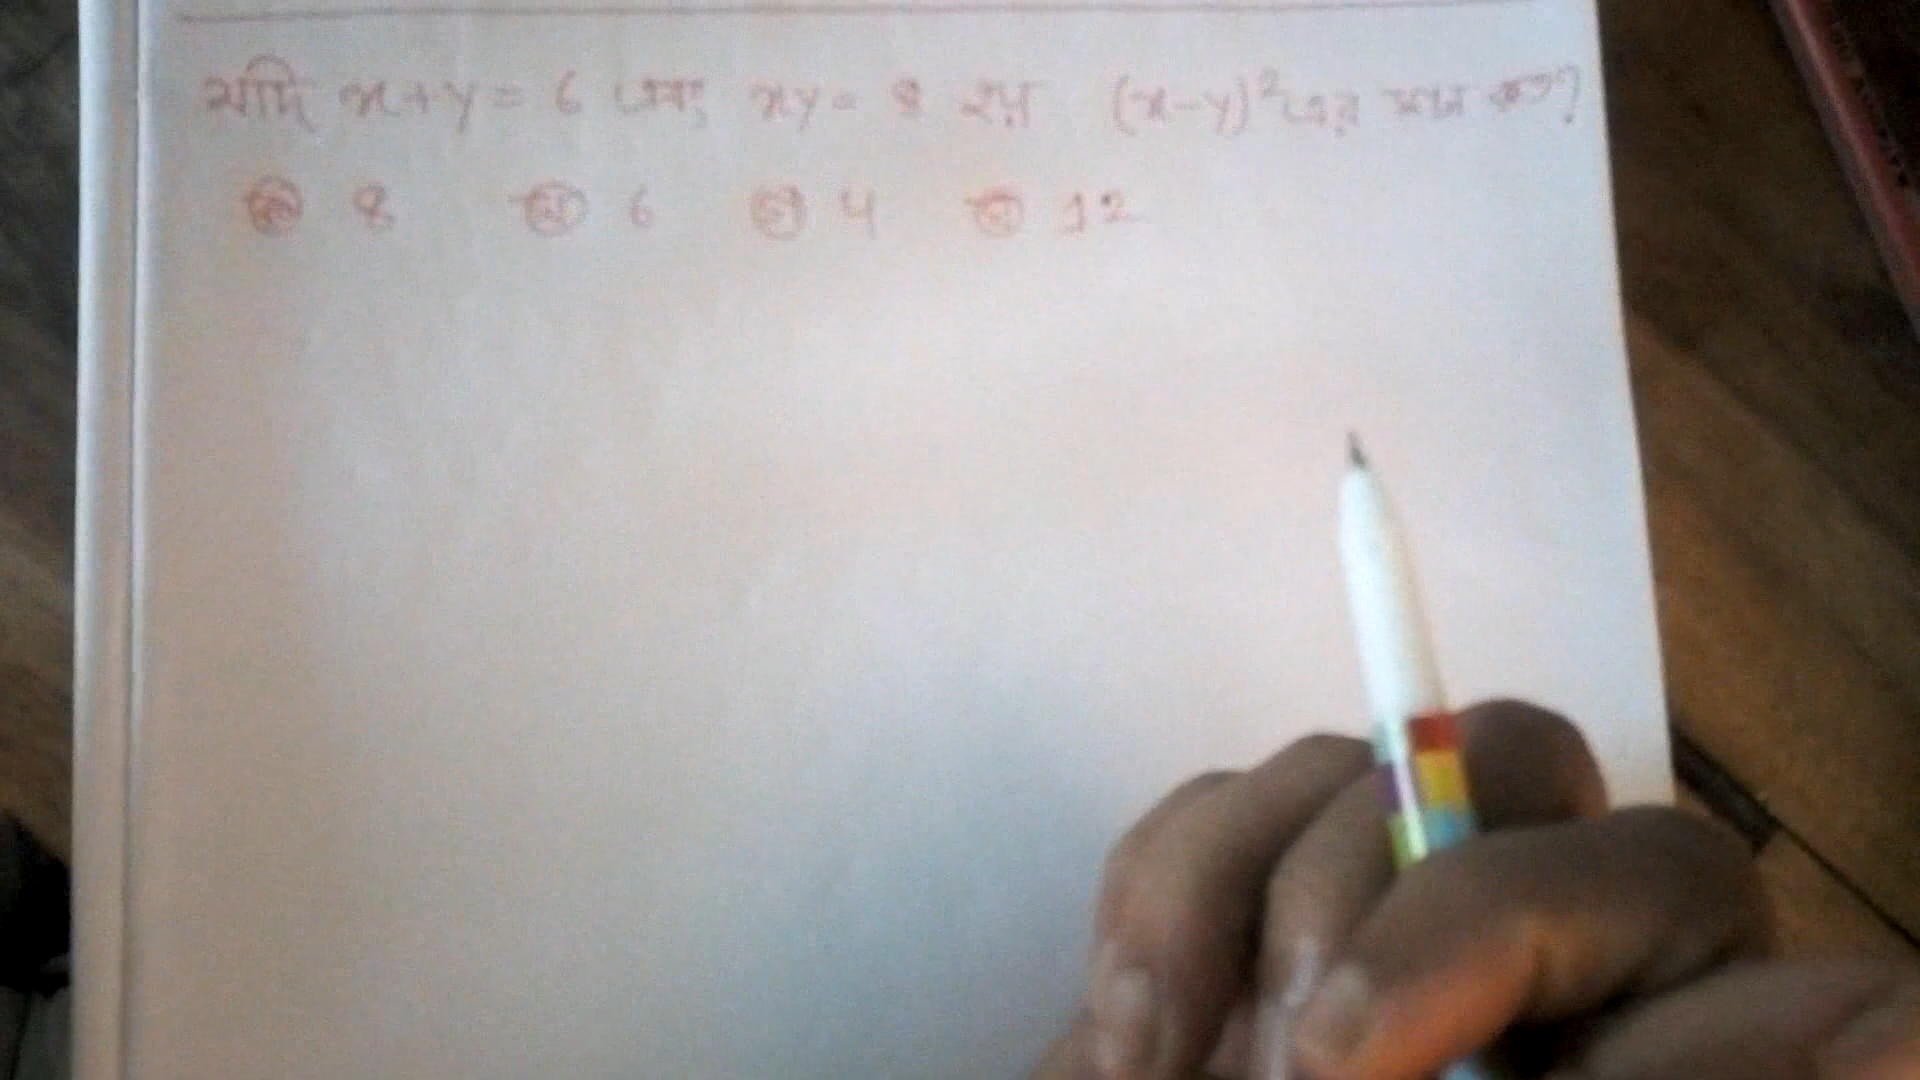 যদি x+y = 6 এবং xy = 8 হয় (x-y)² এর মান কত?
ক 8 খ 6 গ 4 ঘ 12